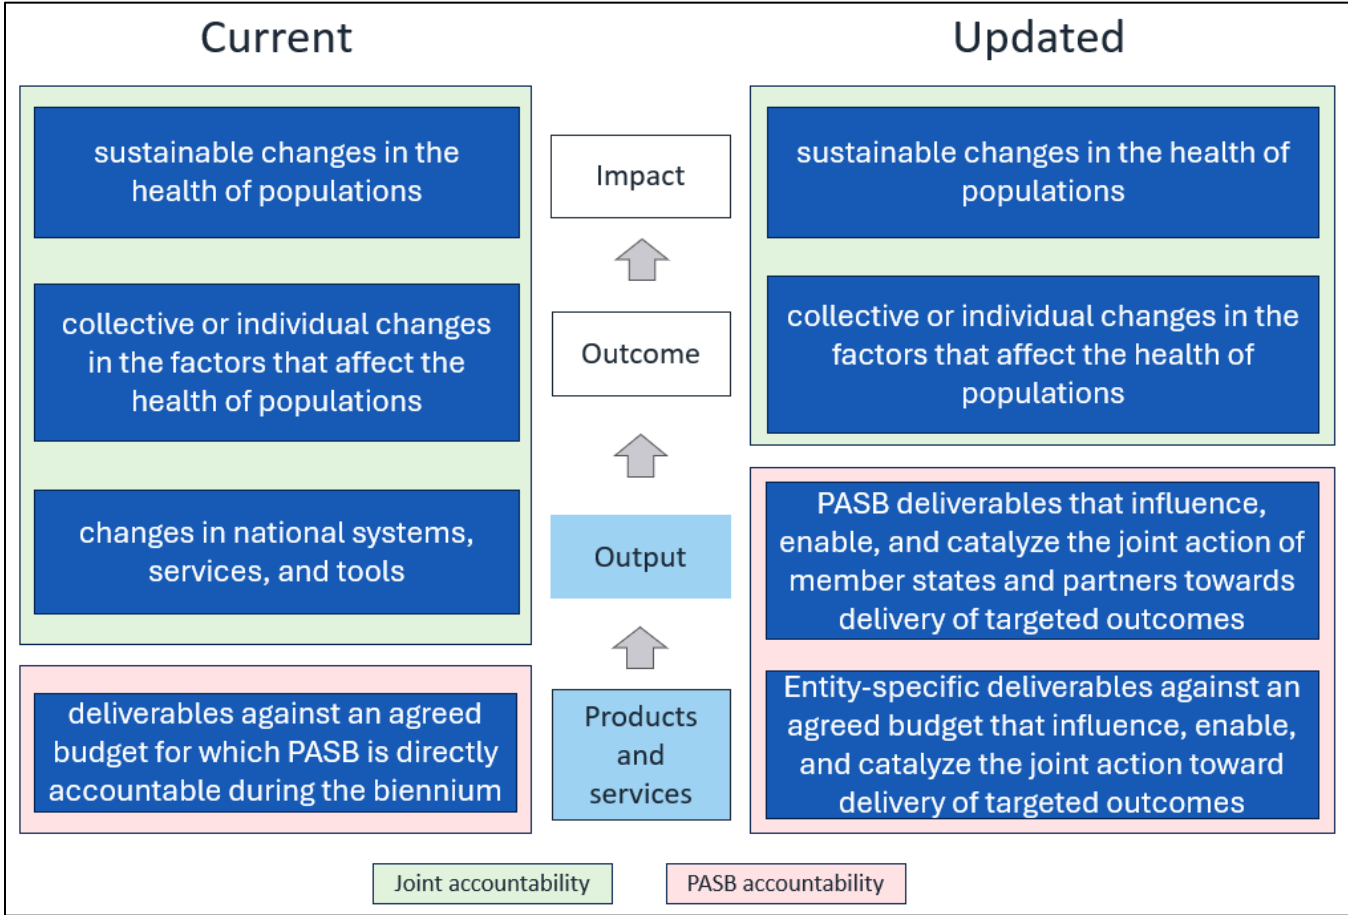 Current
Updated
sustainable changes in the
health of populations
Impact
sustainable changes in the health of
populations
collective or individual changes
in the factors that affect the
health of populations
Outcome
collective or individual changes in the
factors that affect the health of
populations
changes in national systems,
services, and tools
Output
PASB deliverables that influence,
enable, and catalyze the joint action of
member states and partners towards
delivery of targeted outcomes
deliverables against an agreed
budget for which PASB is directly
accountable during the biennium
Products
and
services
Entity-specific deliverables against an
agreed budget that influence, enable,
and catalyze the joint action toward
delivery of targeted outcomes
Joint accountability
PASB accountability